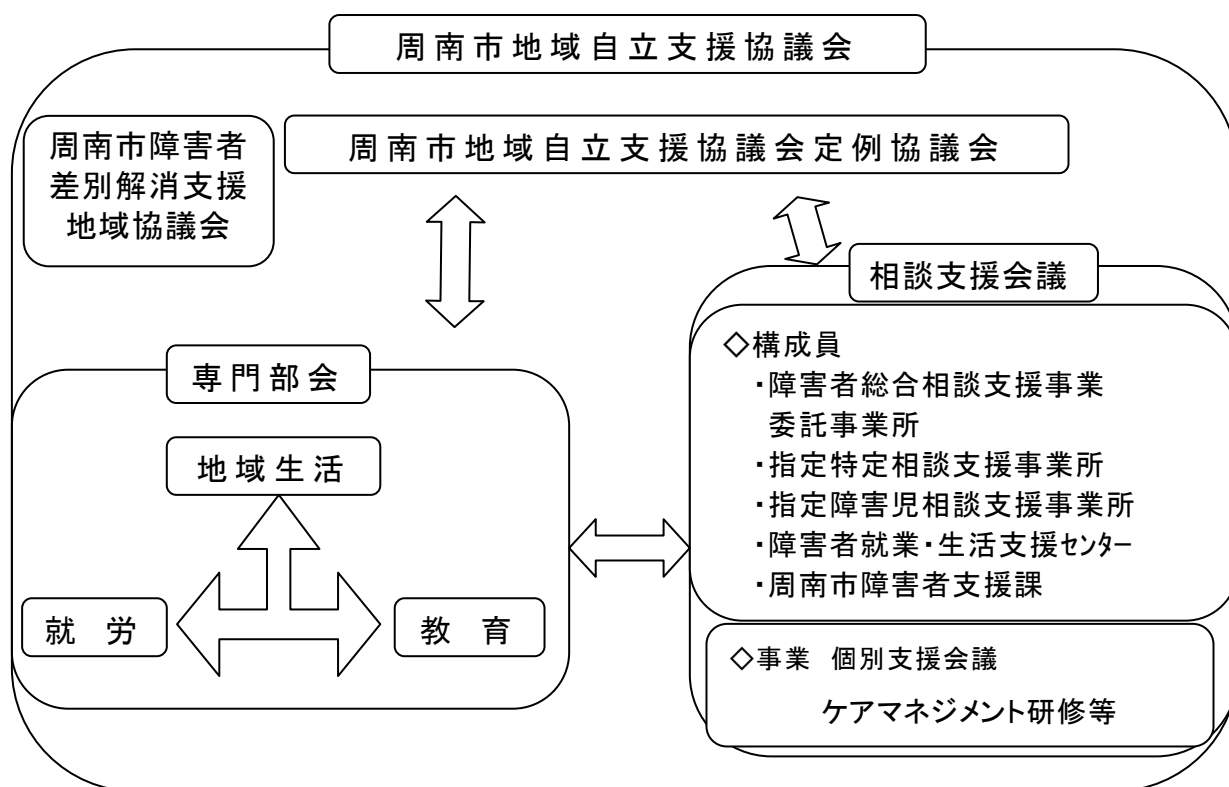 周南市地域自立支援協議会
周南市障害者
差別解消支援
地域協議会
周南市地域自立支援協議会定例協議会
相談支援会議
◇構成員
・障害者総合相談支援事業
委託事業所
・指定特定相談支援事業所
・指定障害児相談支援事業所
・障害者就業・生活支援ｾﾝﾀｰ
・周南市障害者支援課
◇事業 個別支援会議
ケアマネジメント研修等
専門部会
地域生活
就 労
教 育